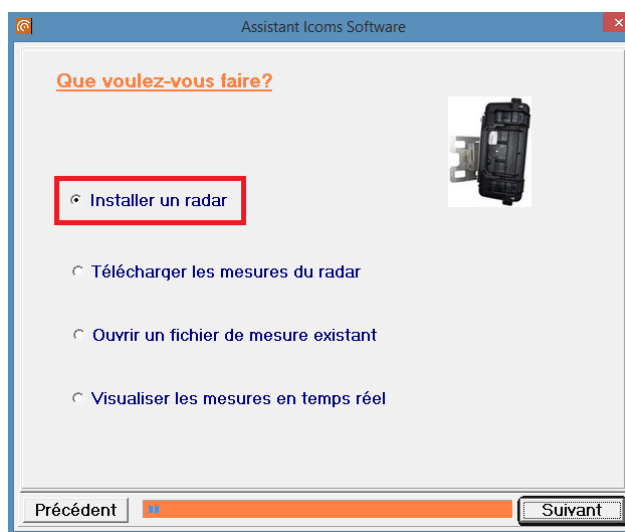 Assistant Icoms Software
Que voulez-vous faire?
Installer un radar
Télécharger les mesures du radar
Ouvrir un fichier de mesure existant
Visualiser les mesures en temps réel
Précédent
Suivant